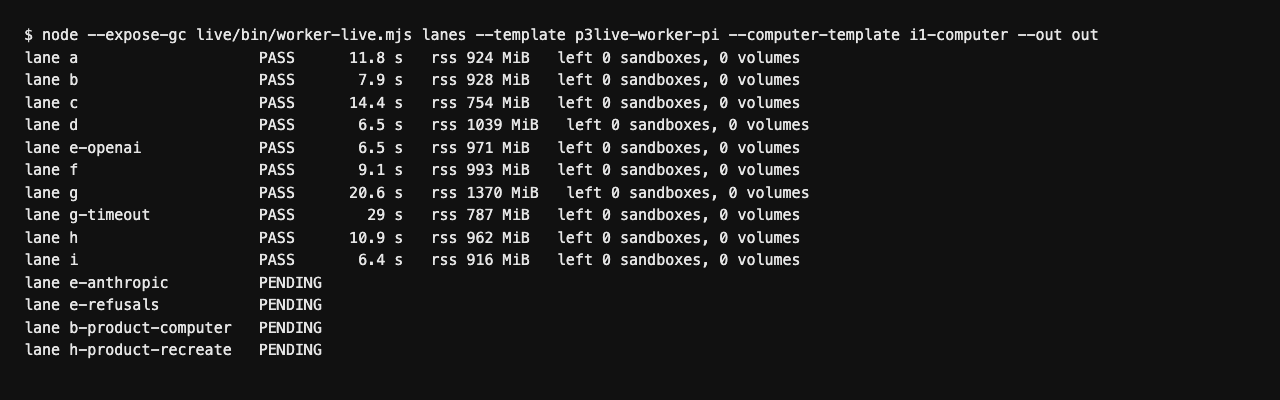 $ node --expose-gc live/bin/worker-live.mjs lanes --template p3live-worker-pi --computer-template i1-computer --out out
lane a               PASS      11.8 s   rss 924 MiB   left 0 sandboxes, 0 volumes
lane b               PASS       7.9 s   rss 928 MiB   left 0 sandboxes, 0 volumes
lane c               PASS      14.4 s   rss 754 MiB   left 0 sandboxes, 0 volumes
lane d               PASS       6.5 s   rss 1039 MiB   left 0 sandboxes, 0 volumes
lane e-openai        PASS       6.5 s   rss 971 MiB   left 0 sandboxes, 0 volumes
lane f               PASS       9.1 s   rss 993 MiB   left 0 sandboxes, 0 volumes
lane g               PASS      20.6 s   rss 1370 MiB   left 0 sandboxes, 0 volumes
lane g-timeout       PASS        29 s   rss 787 MiB   left 0 sandboxes, 0 volumes
lane h               PASS      10.9 s   rss 962 MiB   left 0 sandboxes, 0 volumes
lane i               PASS       6.4 s   rss 916 MiB   left 0 sandboxes, 0 volumes
lane e-anthropic          PENDING
lane e-refusals           PENDING
lane b-product-computer   PENDING
lane h-product-recreate   PENDING